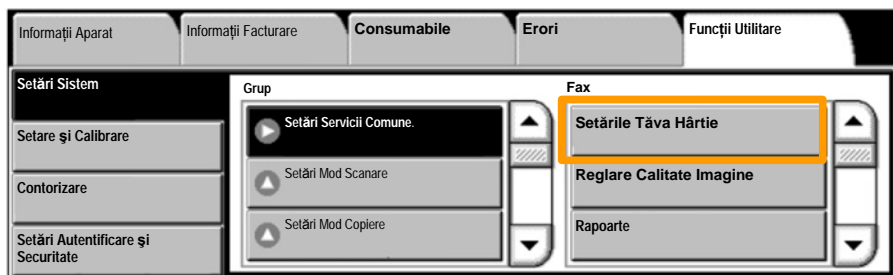 Informații Aparat
Informații Facturare
Consumabile
Erori
Funcții Utilitare
Setări Sistem
Setare şi Calibrare
Contorizare
Setări Autentificare şi
Securitate
Grup
Setări Servicii Comune.
Setări Mod Scanare
Setări Mod Copiere
Fax
Setările Tăva Hârtie
Reglare Calitate Imagine
Rapoarte